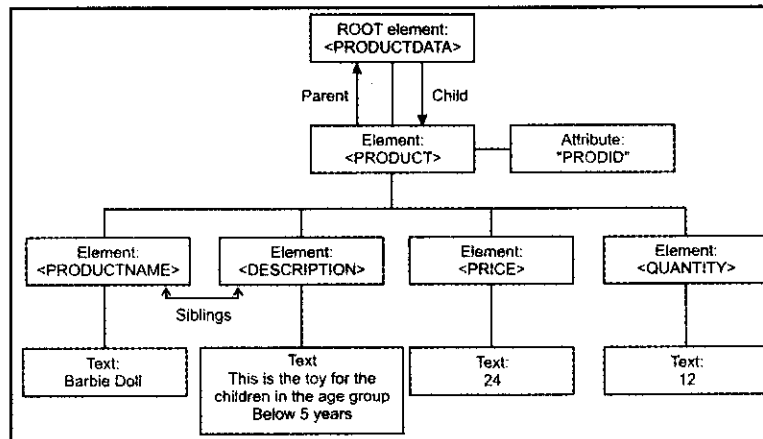 ROOT element:
<PRODUCTDATA>
Parent
Child
Element:
<PRODUCT>
Attribute:
"PRODID"
Element:
<PRODUCTNAME>
Element:
<DESCRIPTION>
Element:
<PRICE>
Element:
<QUANTITY>
Siblings
Text:
Barbie Doll
Text
This is the toy for the
children in the age group
Below 5 years
Text:
24
Text:
12